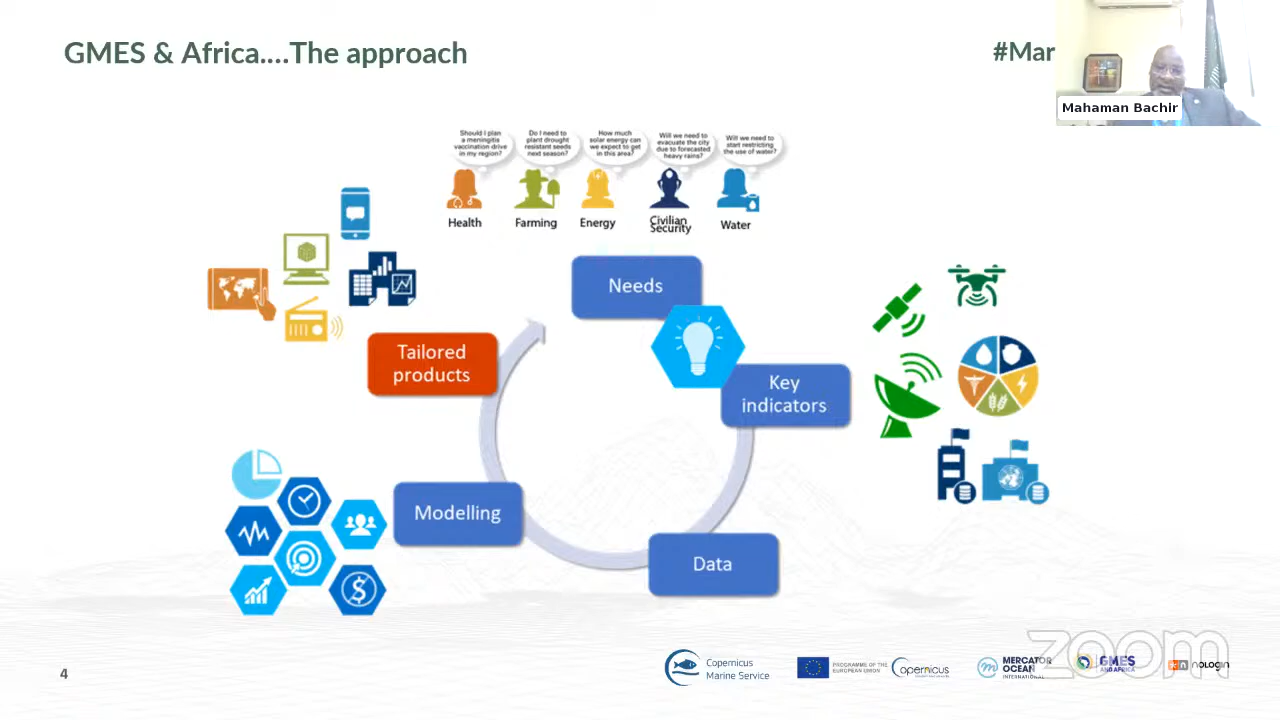 GMES & Africa....The approach
#Mar
Mahaman Bachir
Should I plan
a meningitis
vaccination drive
in my region?
Do I need to
plant drought
resistant seeds
next season?
How much
solar energy can
we expect to get
in this area?
Will we need to
evacuate the city
due to forecasted
heavy rains?
Will we need to
start restricting
the use of water?
Health
Farming
Energy
Civilian
Security
Water
Needs
Key
indicators
Data
Modelling
Tailored
products
4
Copernicus
Marine Service
PROGRAMME OF THE
EUROPEAN UNION
opernicus
MERCATOR
OCEAN
INTERNATIONAL
GMES
AND AFRICA
nologin
zoom